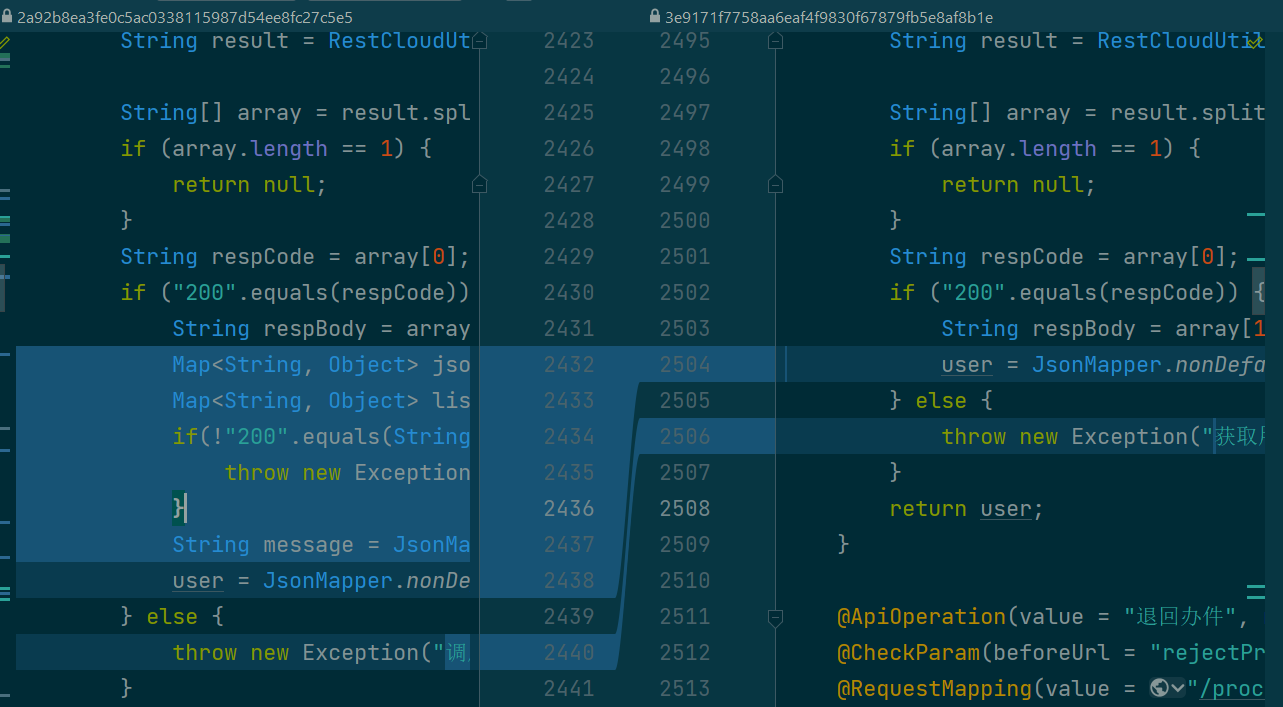 2a92b8ea3fe0c5ac0338115987d54ee8fc27c5e5
String result = RestCloudUt
2423
2424
String[] array = result.spl
2425
if (array.length == 1) {
2426
return null;
2427
}
2428
String respCode = array[0];
2429
if ("200".equals(respCode))
2430
String respBody = array
2431
Map<String, Object> jso
2432
Map<String, Object> lis
2433
if(!"200".equals(String
2434
throw new Exception
2435
}
2436
String message = JsonMa
2437
user = JsonMapper.nonDe
2438
} else {
2439
throw new Exception("调
2440
}
2441
3e9171f7758aa6eaf4f9830f67879fb5e8af8b1e
2495
String result = RestCloudUtil
2496
2497
String[] array = result.split
2498
if (array.length == 1) {
2499
return null;
2500
}
2501
String respCode = array[0];
2502
if ("200".equals(respCode)) {
2503
String respBody = array[1
2504
user = JsonMapper.nonDefa
2505
} else {
2506
throw new Exception("获取
2507
}
2508
return user;
2509
}
2510
2511
@ApiOperation(value = "退回办件",
2512
@CheckParam(beforeUrl = "rejectPr
2513
@RequestMapping(value = "/proc